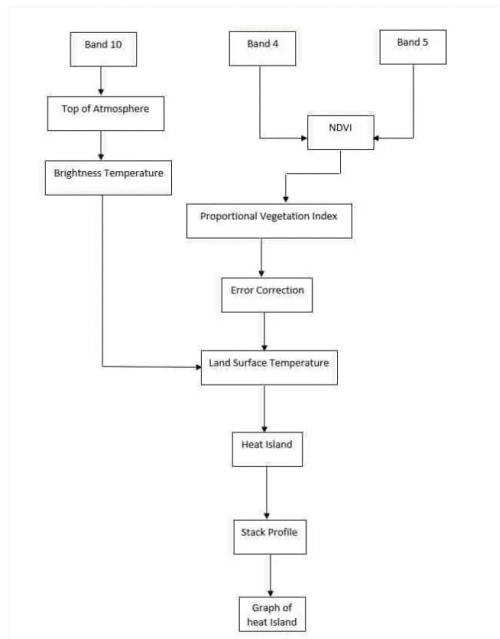 Band 10
Band 4
Band 5
Top of Atmosphere
NDVI
Brightness Temperature
Proportional Vegetation Index
Error Correction
Land Surface Temperature
Heat Island
Stack Profile
Graph of
heat Island